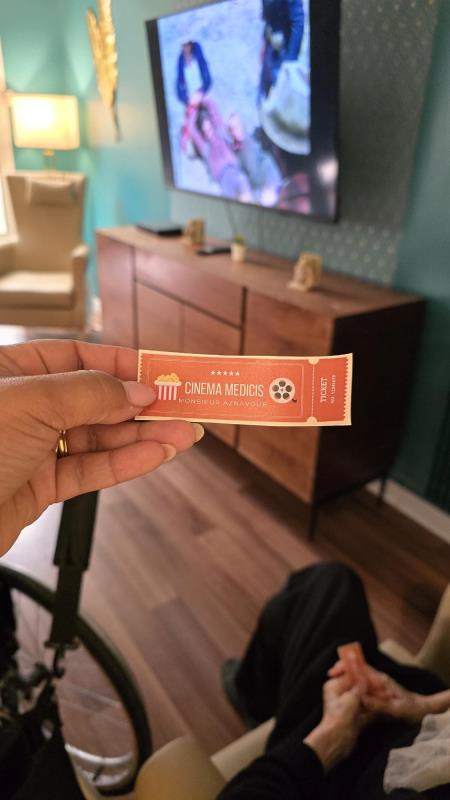 ★★★★★
CINEMA MEDICIS
MONSIEUR AZNAVOUR
TICKET